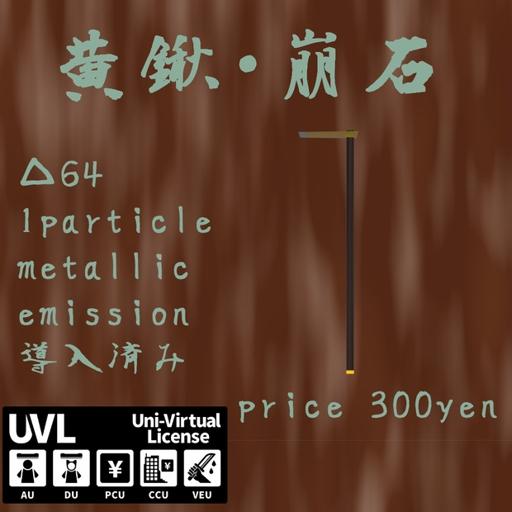 黄鍬・崩石
△64
1particle
metallic
emission
導入済み
price 300yen
UVL Uni-Virtual License
AU DU PCU CCU VEU